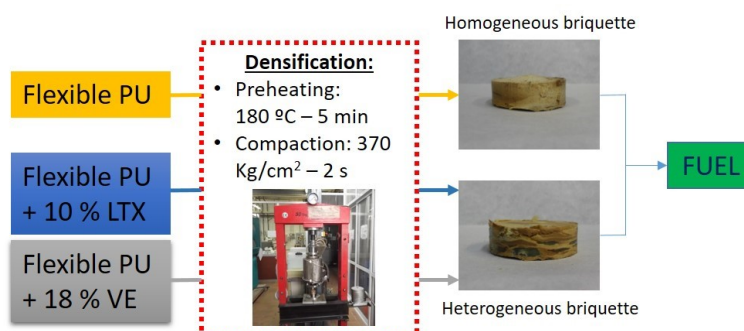 Homogeneous briquette
Flexible PU
Flexible PU
+ 10 % LTX
Flexible PU
+ 18 % VE
Densification:
• Preheating:
180 ºC – 5 min
• Compaction: 370
Kg/cm² – 2 s
FUEL
Heterogeneous briquette